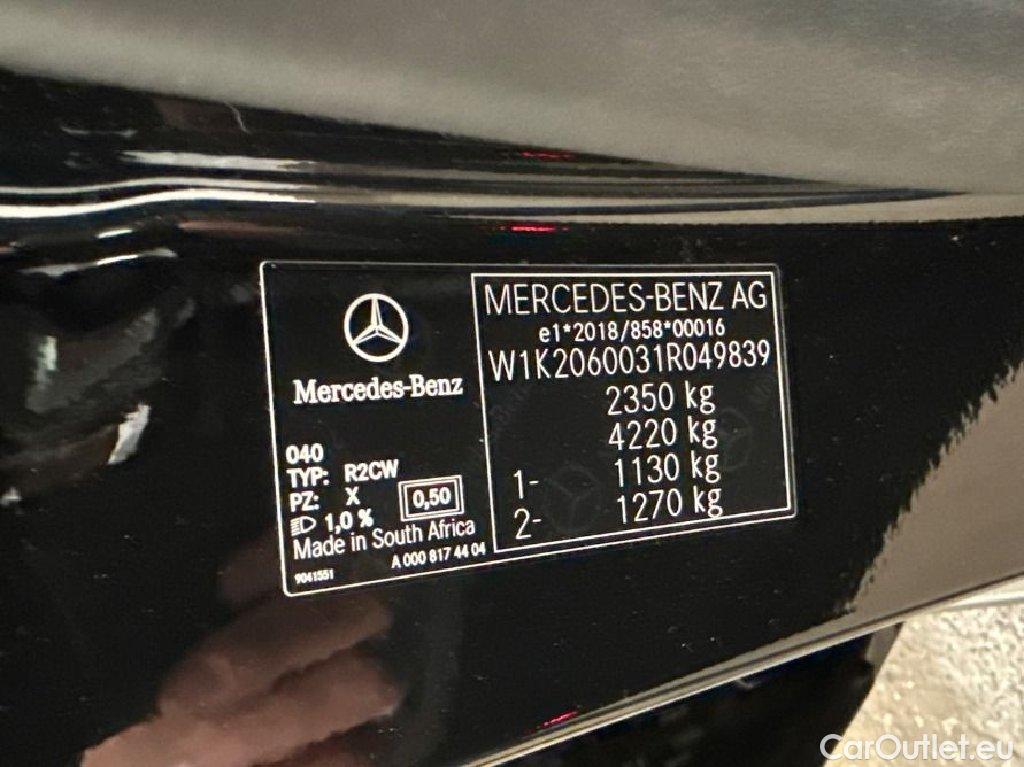 Mercedes-Benz
040
TYP: R2CW
PZ: X
0,50
1,0 %
Made in South Africa
A 000 817 44 04
9041551
MERCEDES-BENZ AG
e1*2018/858*00016
W1K2060031R049839
2350 kg
4220 kg
1- 1130 kg
2- 1270 kg
CarOutlet.eu